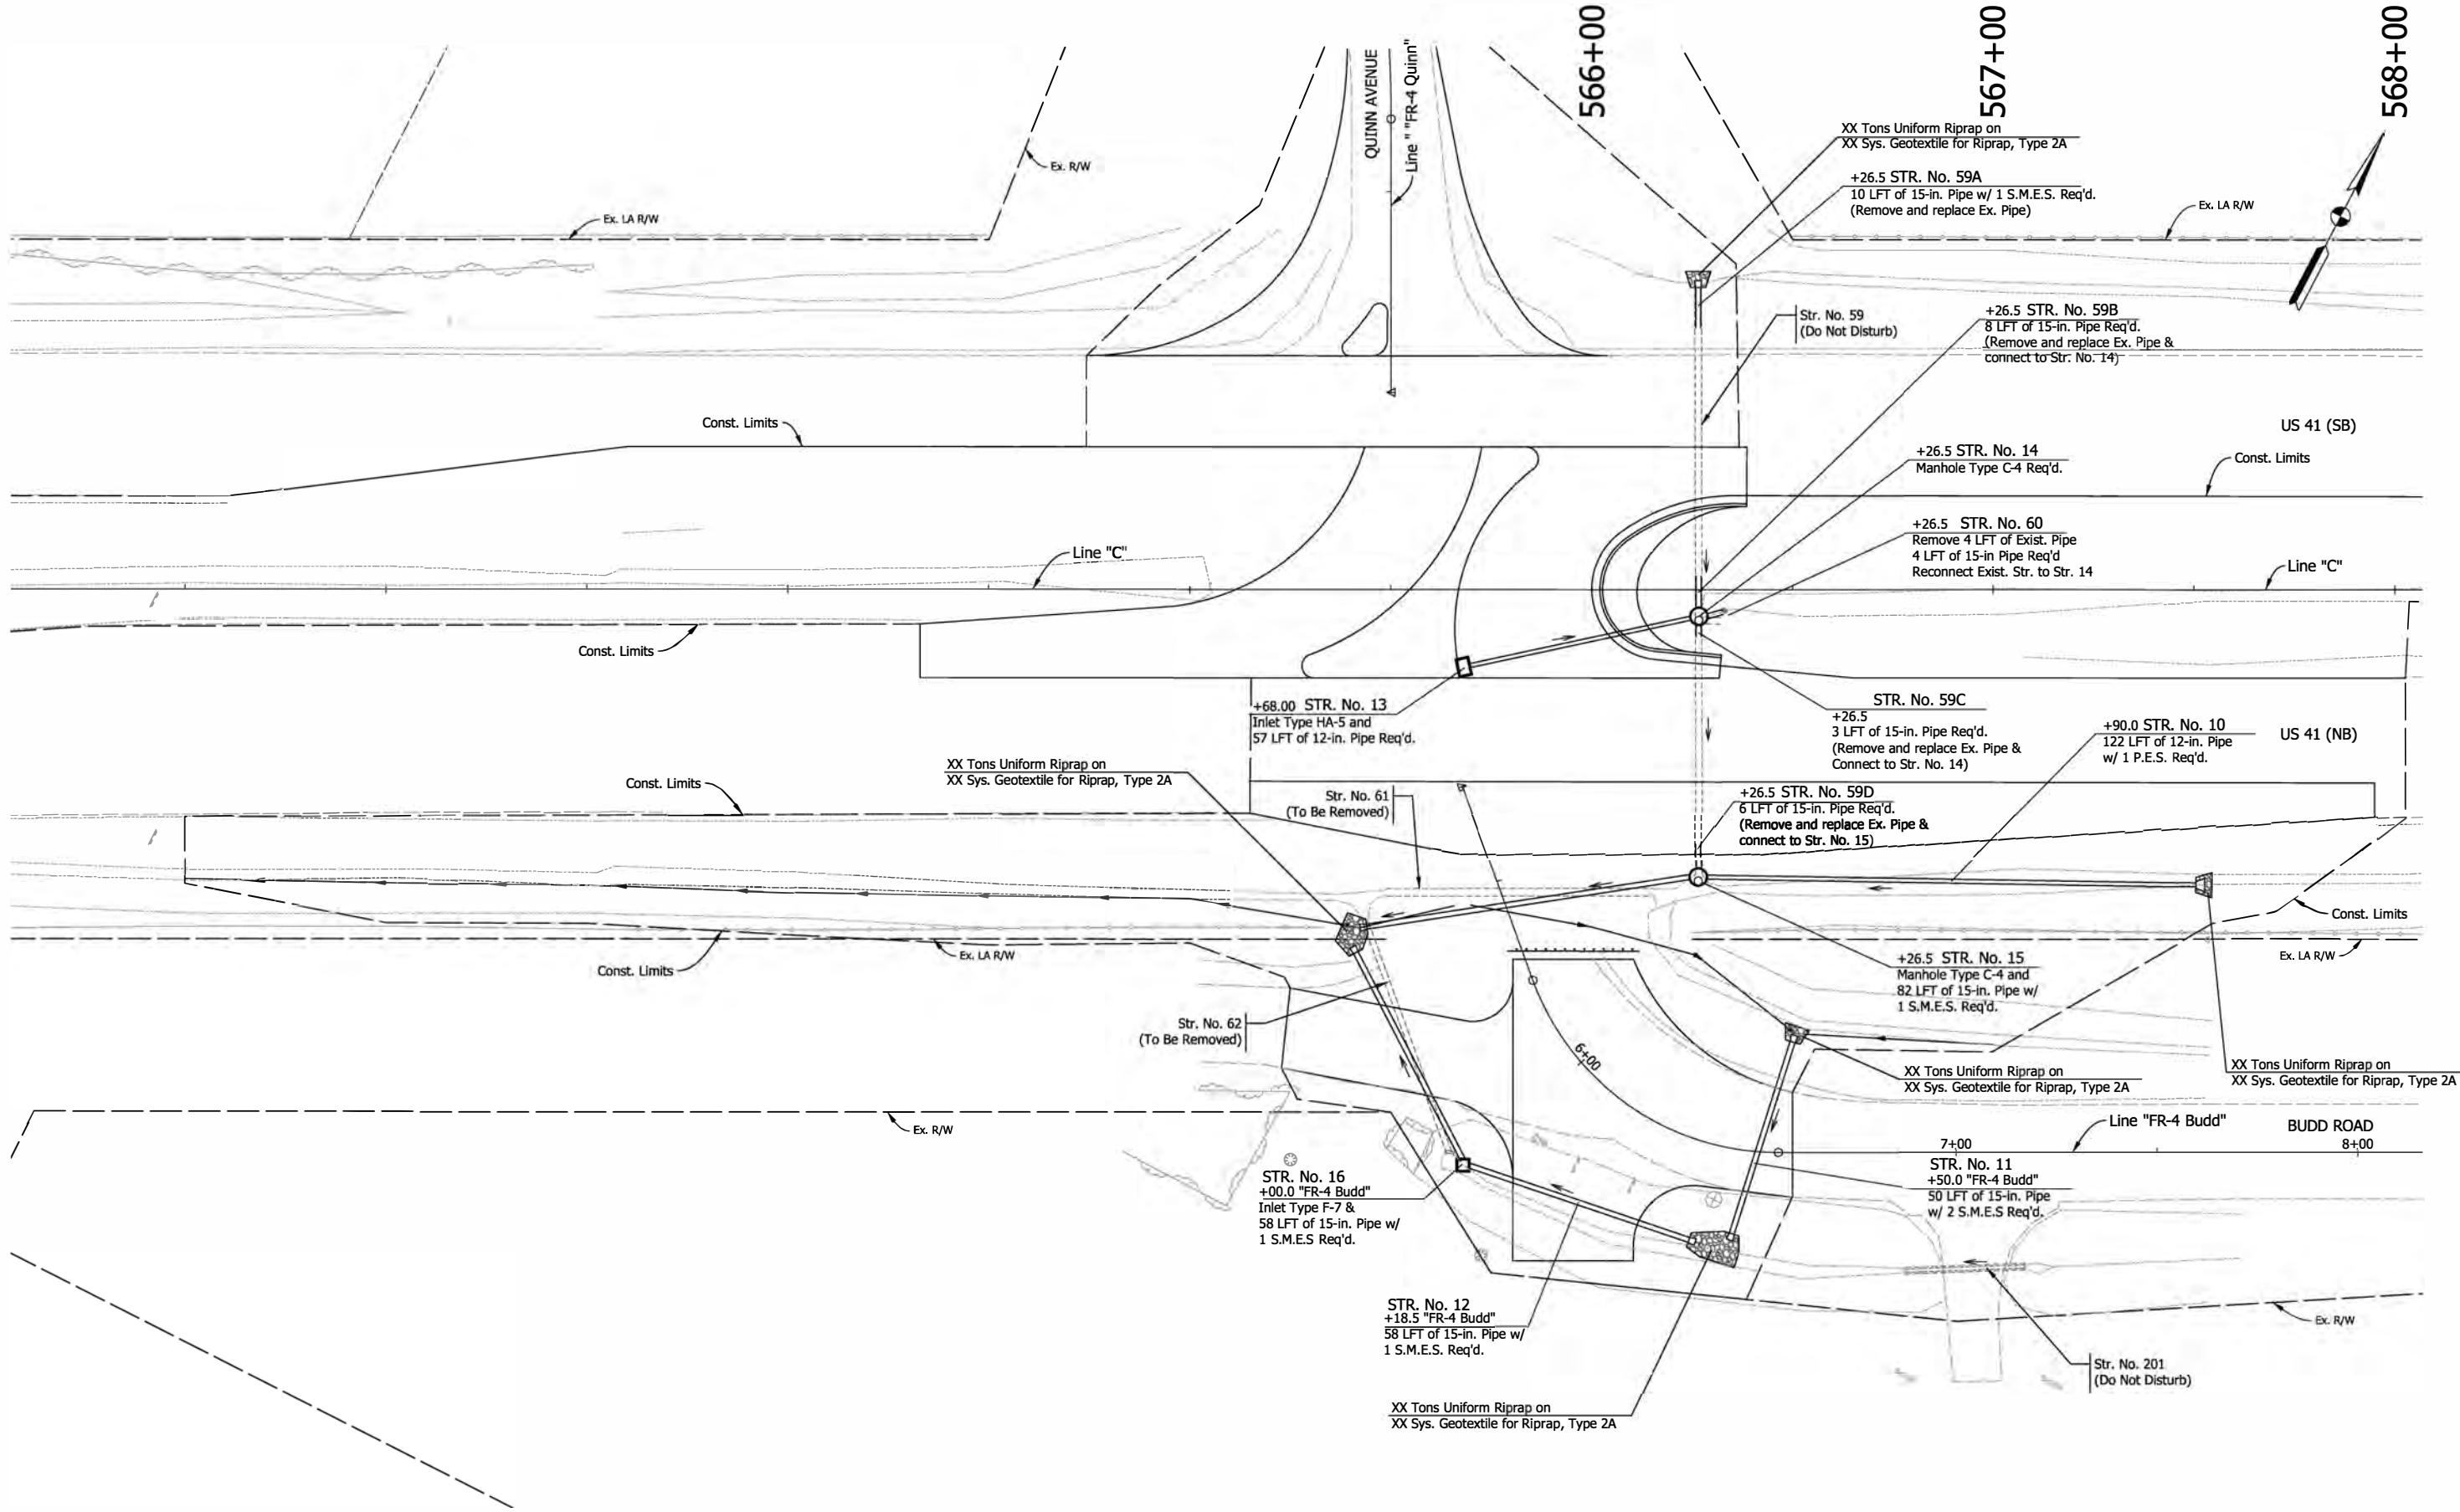 566+00
567+00
568+00
QUINN AVENUE
Line " "FR-4 Quinn"
XX Tons Uniform Riprap on
XX Sys. Geotextile for Riprap, Type 2A
+26.5 STR. No. 59A
10 LFT of 15-in. Pipe w/ 1 S.M.E.S. Req'd.
(Remove and replace Ex. Pipe)
Ex. R/W
Ex. LA R/W
Ex. LA R/W
Str. No. 59
(Do Not Disturb)
+26.5 STR. No. 59B
8 LFT of 15-in. Pipe Req'd.
(Remove and replace Ex. Pipe &
connect to Str. No. 14)
Const. Limits
US 41 (SB)
+26.5 STR. No. 14
Manhole Type C-4 Req'd.
Const. Limits
+26.5 STR. No. 60
Remove 4 LFT of Exist. Pipe
4 LFT of 15-in Pipe Req'd
Reconnect Exist. Str. to Str. 14
Line "C"
Line "C"
Const. Limits
+68.00 STR. No. 13
Inlet Type HA-5 and
57 LFT of 12-in. Pipe Req'd.
STR. No. 59C
+26.5
3 LFT of 15-in. Pipe Req'd.
(Remove and replace Ex. Pipe &
Connect to Str. No. 14)
+90.0 STR. No. 10
122 LFT of 12-in. Pipe
w/ 1 P.E.S. Req'd.
US 41 (NB)
XX Tons Uniform Riprap on
XX Sys. Geotextile for Riprap, Type 2A
Const. Limits
Str. No. 61
(To Be Removed)
+26.5 STR. No. 59D
6 LFT of 15-in. Pipe Req'd.
(Remove and replace Ex. Pipe &
connect to Str. No. 15)
Const. Limits
Ex. LA R/W
Const. Limits
Ex. LA R/W
+26.5 STR. No. 15
Manhole Type C-4 and
82 LFT of 15-in. Pipe w/
1 S.M.E.S. Req'd.
Str. No. 62
(To Be Removed)
6+00
XX Tons Uniform Riprap on
XX Sys. Geotextile for Riprap, Type 2A
XX Tons Uniform Riprap on
XX Sys. Geotextile for Riprap, Type 2A
Ex. R/W
Line "FR-4 Budd"
BUDD ROAD
7+00
8+00
STR. No. 16
+00.0 "FR-4 Budd"
Inlet Type F-7 &
58 LFT of 15-in. Pipe w/
1 S.M.E.S Req'd.
STR. No. 11
+50.0 "FR-4 Budd"
50 LFT of 15-in. Pipe
w/ 2 S.M.E.S Req'd.
STR. No. 12
+18.5 "FR-4 Budd"
58 LFT of 15-in. Pipe w/
1 S.M.E.S. Req'd.
Ex. R/W
Str. No. 201
(Do Not Disturb)
XX Tons Uniform Riprap on
XX Sys. Geotextile for Riprap, Type 2A